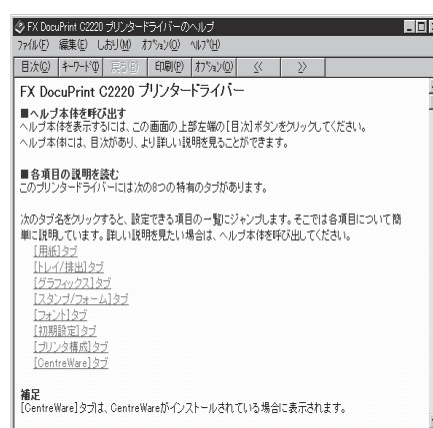 FX DocuPrint C2220 プリンタードライバーのヘルプ
ファイル(F) 編集(E) しおり(M) オプション(O) ヘルプ(H)
目次(C) キーワード(I) 戻る(B) 印刷(P) オプション(O) << >>
FX DocuPrint C2220 プリンタードライバー
■ヘルプ本体を呼び出す
ヘルプ本体を表示するには、この画面の上部左端の[目次]ボタンをクリックしてください。
ヘルプ本体には、目次があり、より詳しい説明を見ることができます。
■各項目の説明を読む
このプリンタードライバーには次の8つの特有のタブがあります。
次のタブ名をクリックすると、設定できる項目の一覧にジャンプします。そこでは各項目について簡
単に説明しています。詳しい説明を見たい場合は、ヘルプ本体を呼び出してください。
[用紙]タブ
[トレイ/排出]タブ
[グラフィックス]タブ
[スタンプ/フォーム]タブ
[フォント]タブ
[初期設定]タブ
[プリンタ構成]タブ
[CentreWare]タブ
補足
[CentreWare]タブは、CentreWareがインストールされている場合に表示されます。